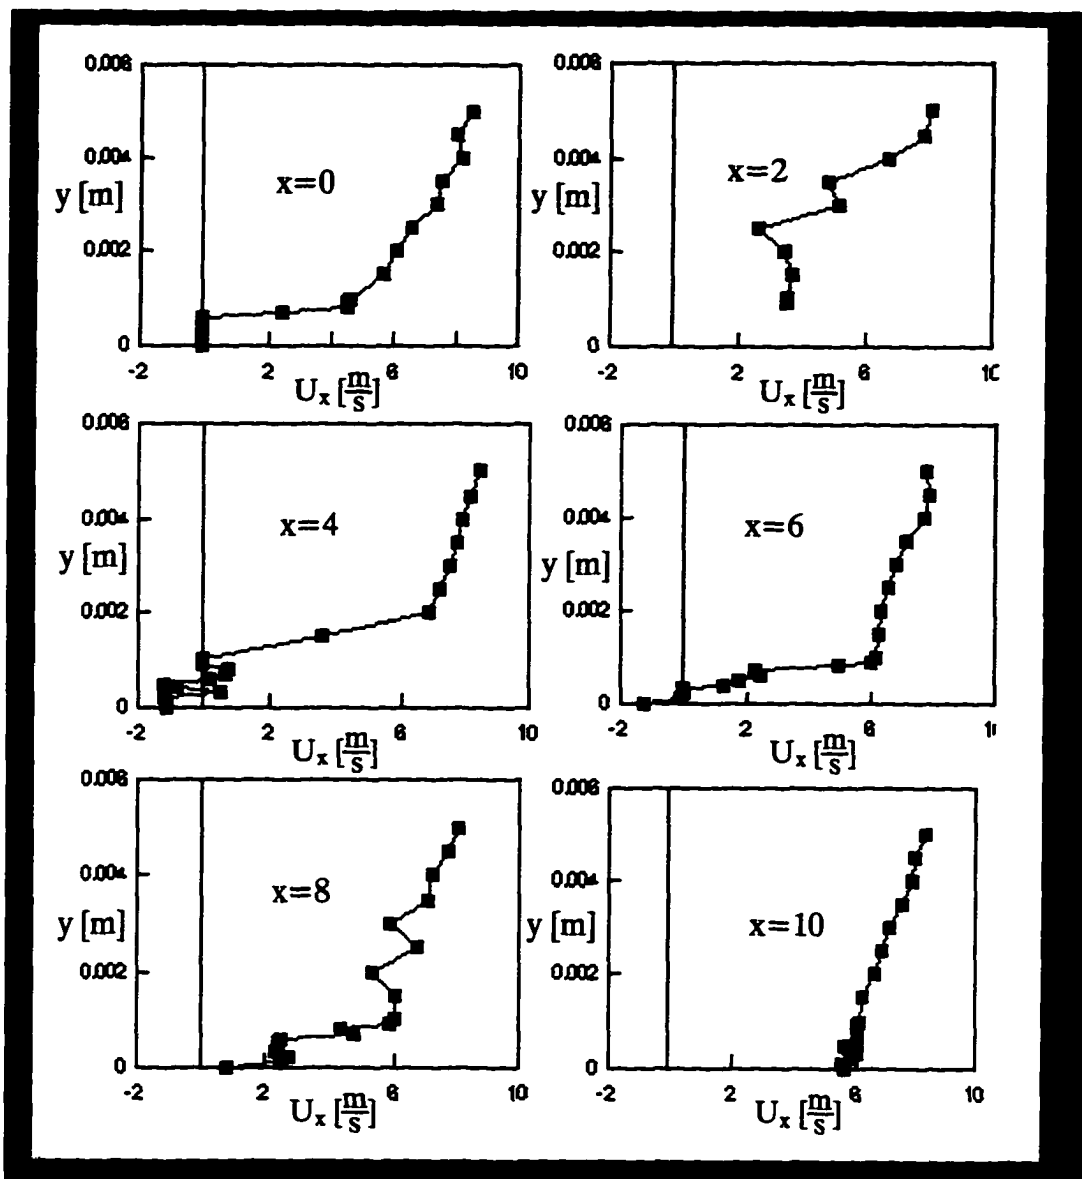 0.006 0.006
x=0 x=2
0.004 0.004
y [m] y [m]
0.002 0.002
0 0
-2 2 6 10 2 6 1
U_x [m/s] U_x [m/s]
0.006 0.006
x=4 x=6
0.004 0.004
y [m] y [m]
0.002 0.002
0 0
-2 2 6 10 -2 2 6 1
U_x [m/s] U_x [m/s]
0.006 0.006
x=8 x=10
0.004 0.004
y [m] y [m]
0.002 0.002
0 0
-2 2 6 10 -2 2 6 10
U_x [m/s] U_x [m/s]